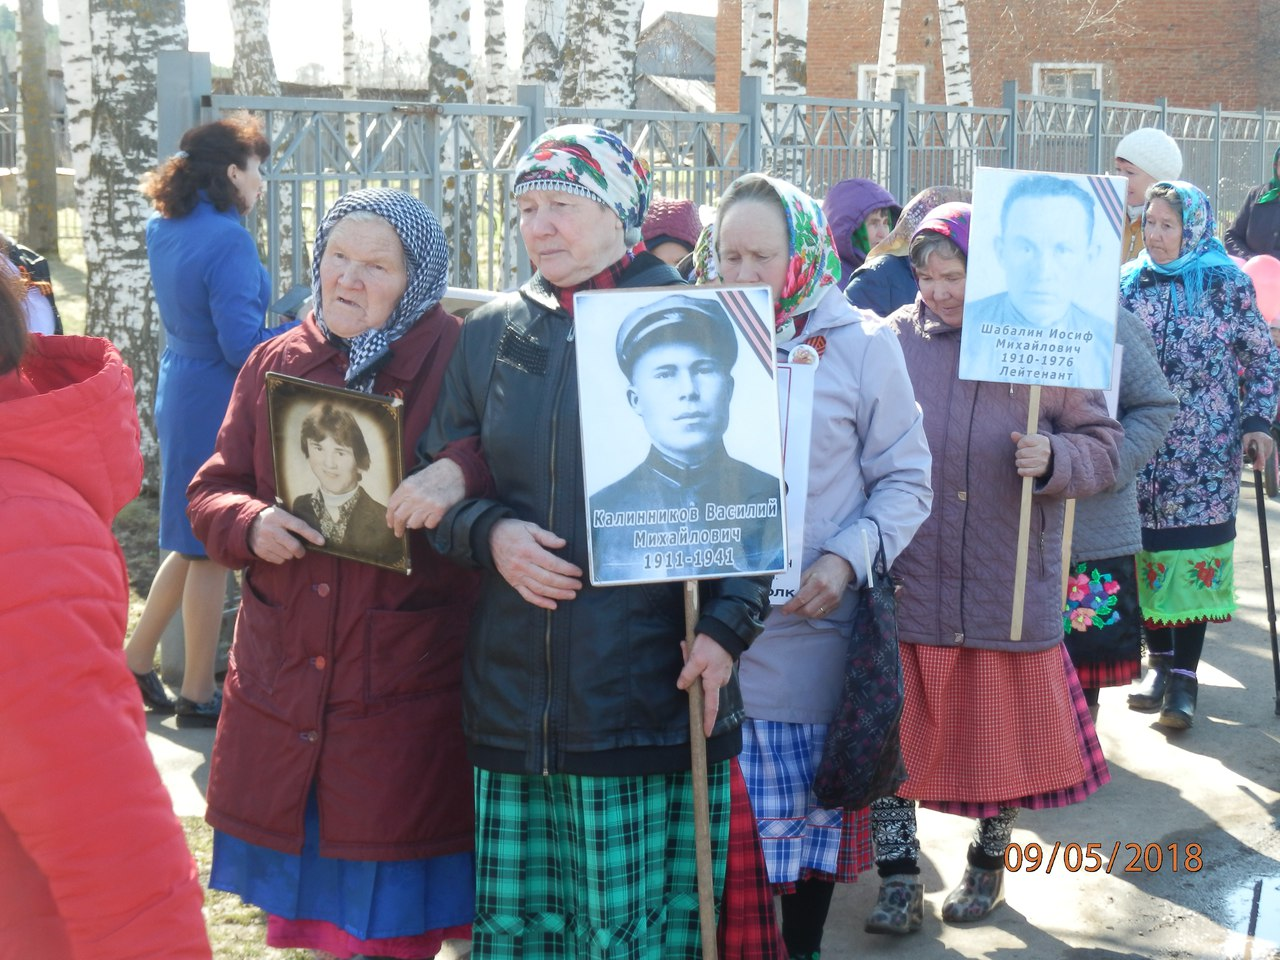 Шабалин Иосиф
Михайлович
1910-1976
Лейтенант
Калинников Василий
Михайлович
1911-1941
09/05/2018